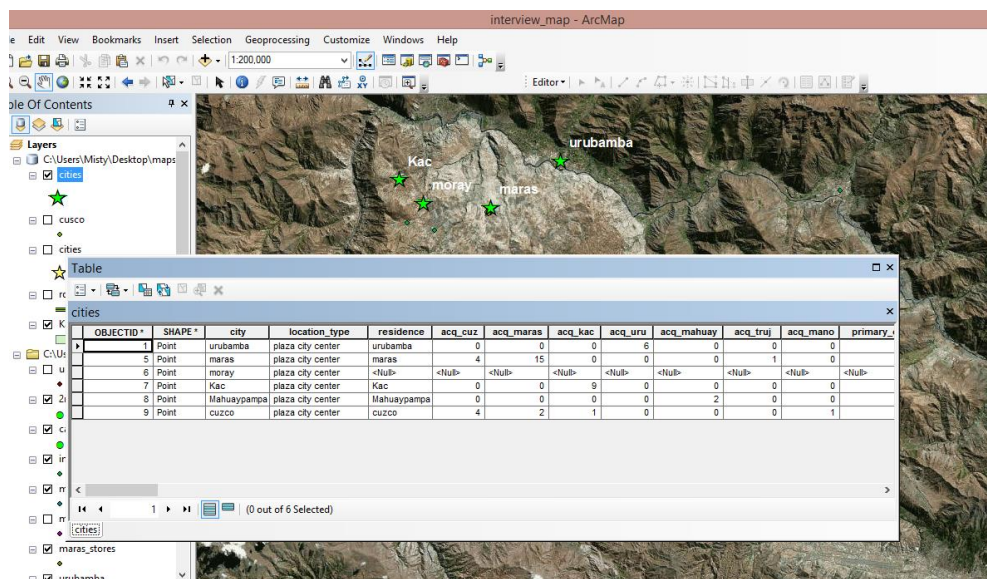 interview_map - ArcMap
Edit View Bookmarks Insert Selection Geoprocessing Customize Windows Help
1:200,000
Editor
ble Of Contents
Layers
C:\Users\Misty\Desktop\maps
cities
cusco
cities
K
C:\Us
u
maras_stores
urubamba
urubamba
Kac
moray
maras
Table
cities
OBJECTID * SHAPE * city location_type residence acq_cuz acq_maras acq_kac acq_uru acq_mahuay acq_truj acq_mano primary_
1 Point urubamba plaza city center urubamba 0 0 0 6 0 0 0
5 Point maras plaza city center maras 4 15 0 0 0 1 0
6 Point moray plaza city center <Null> <Null> <Null> <Null> <Null> <Null> <Null> <Null> <Null>
7 Point Kac plaza city center Kac 0 0 9 0 0 0 0
8 Point Mahuaypampa plaza city center Mahuaypampa 0 0 0 0 2 0 0
9 Point cuzco plaza city center cuzco 4 2 1 0 0 0 1
1 (0 out of 6 Selected)
cities